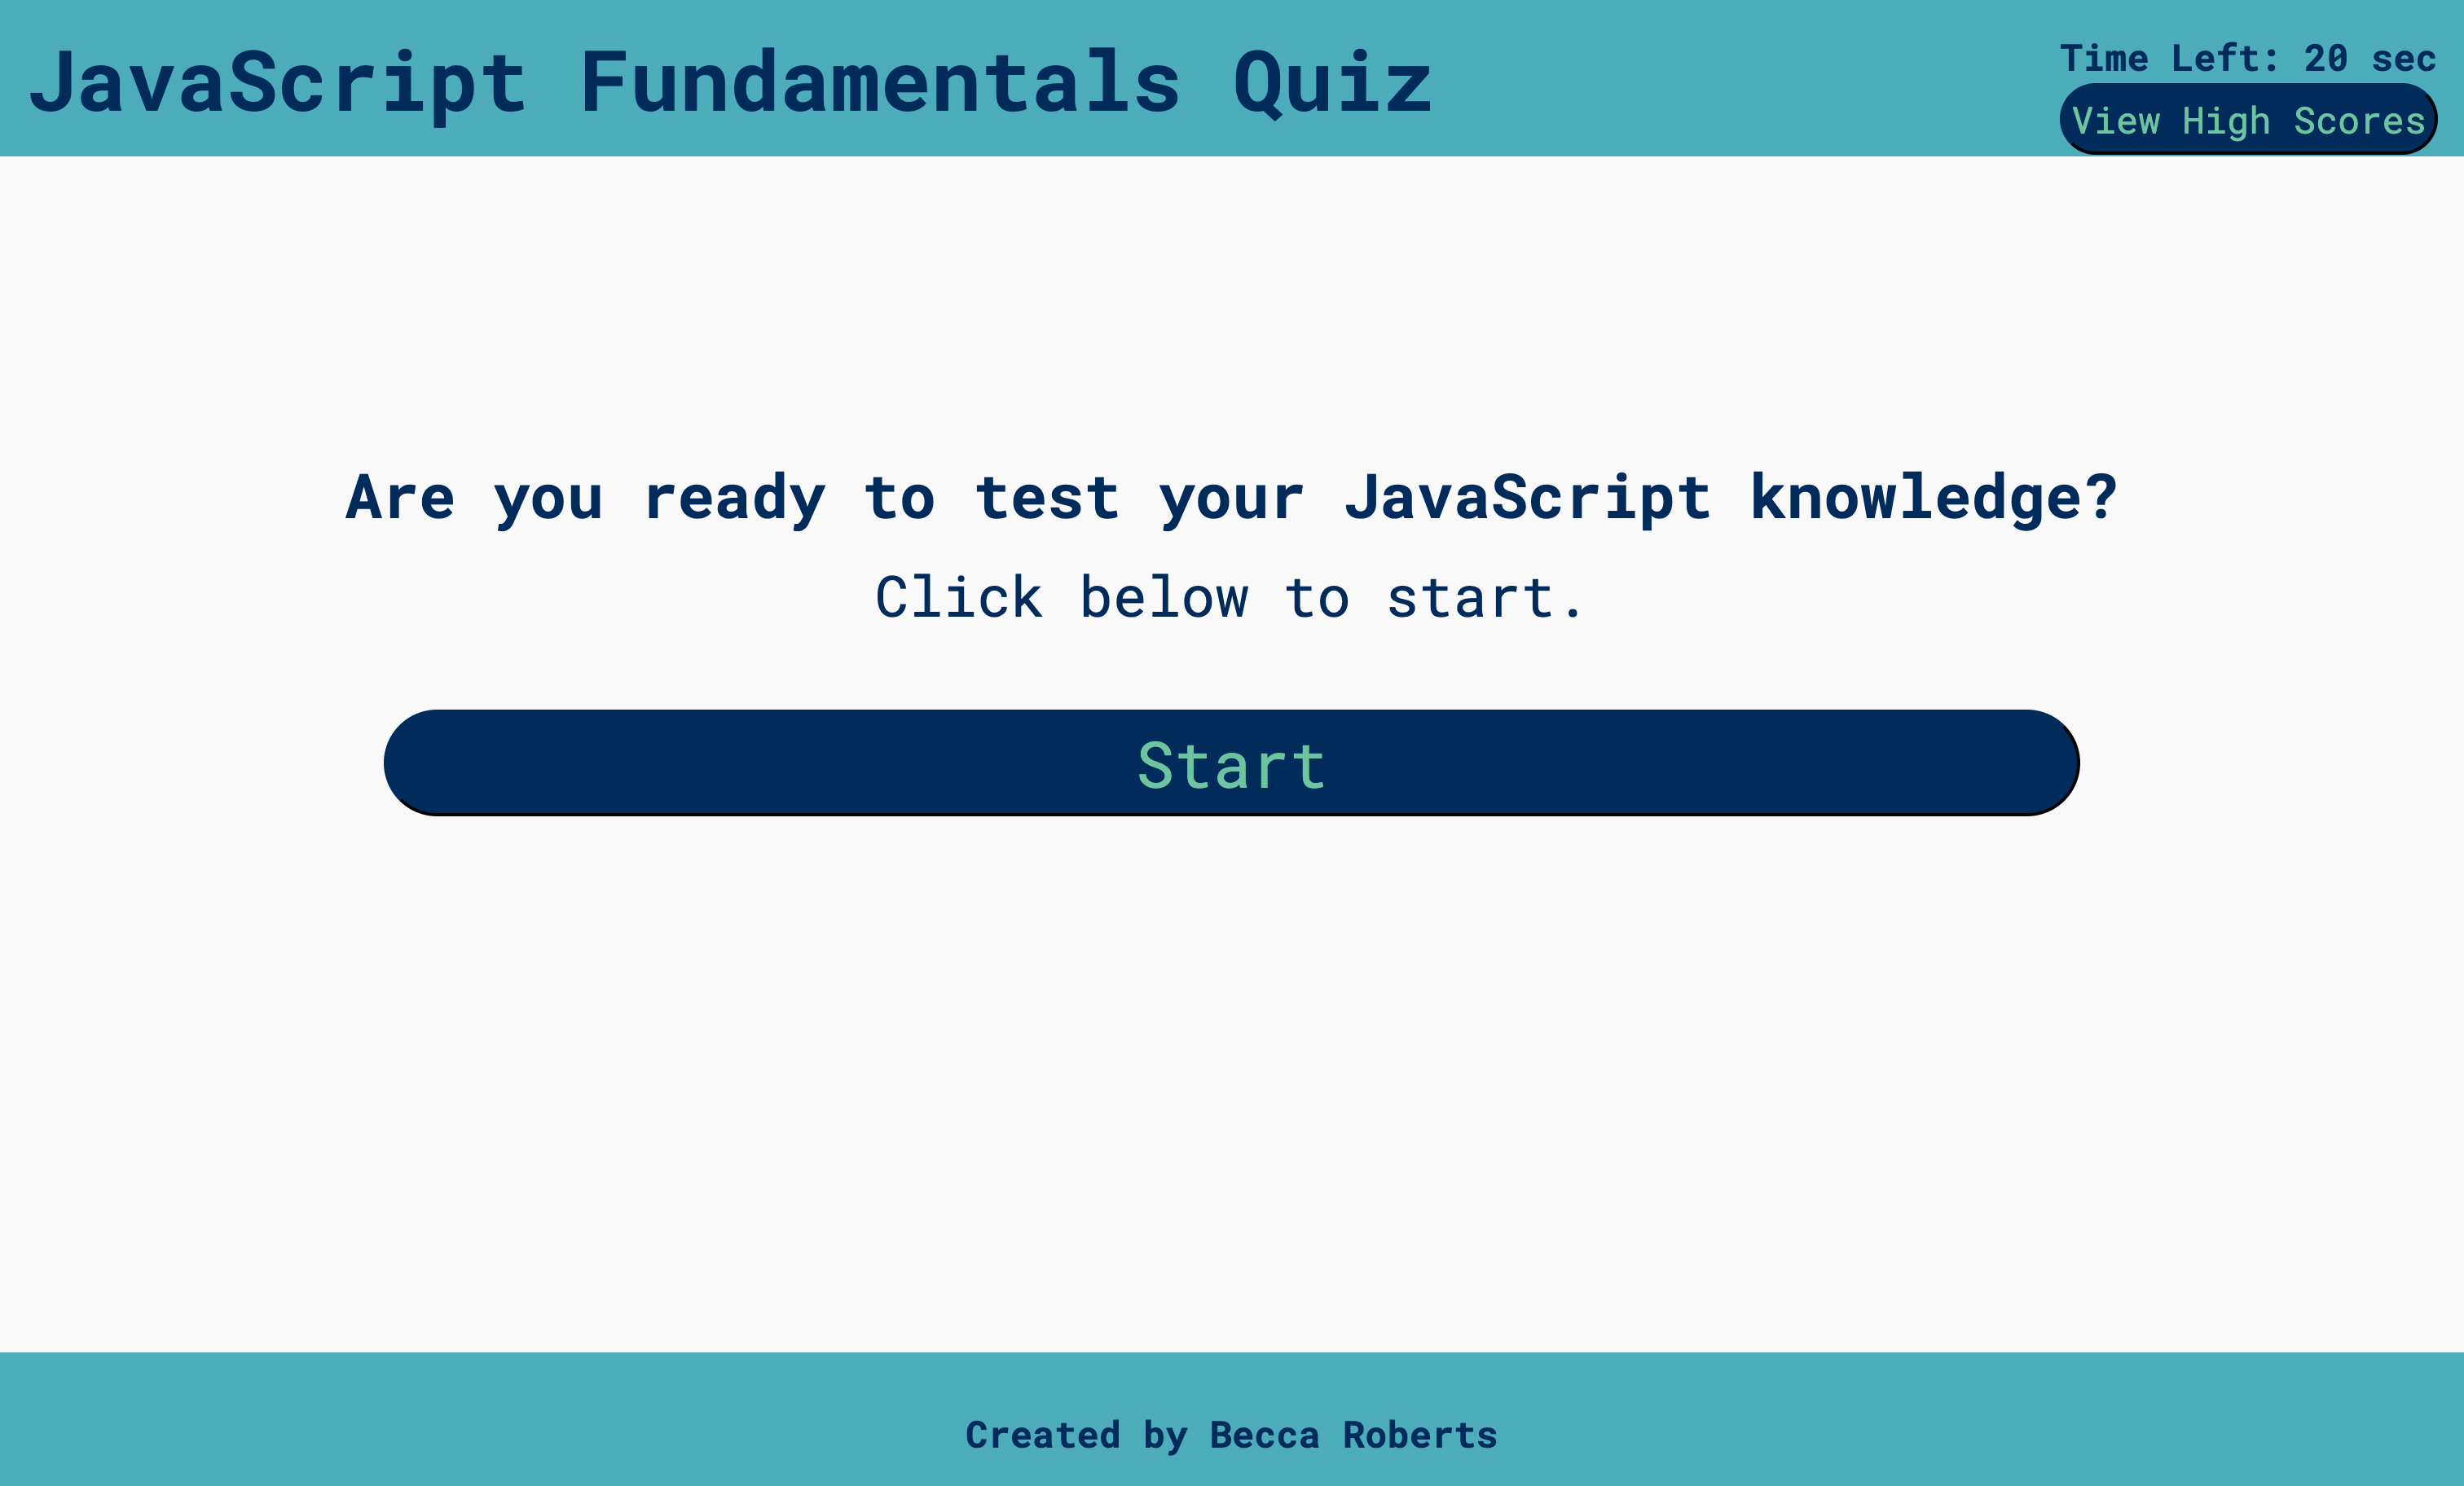 JavaScript Fundamentals Quiz
Time Left: 20 sec
View High Scores
Are you ready to test your JavaScript knowledge?
Click below to start.
Start
Created by Becca Roberts